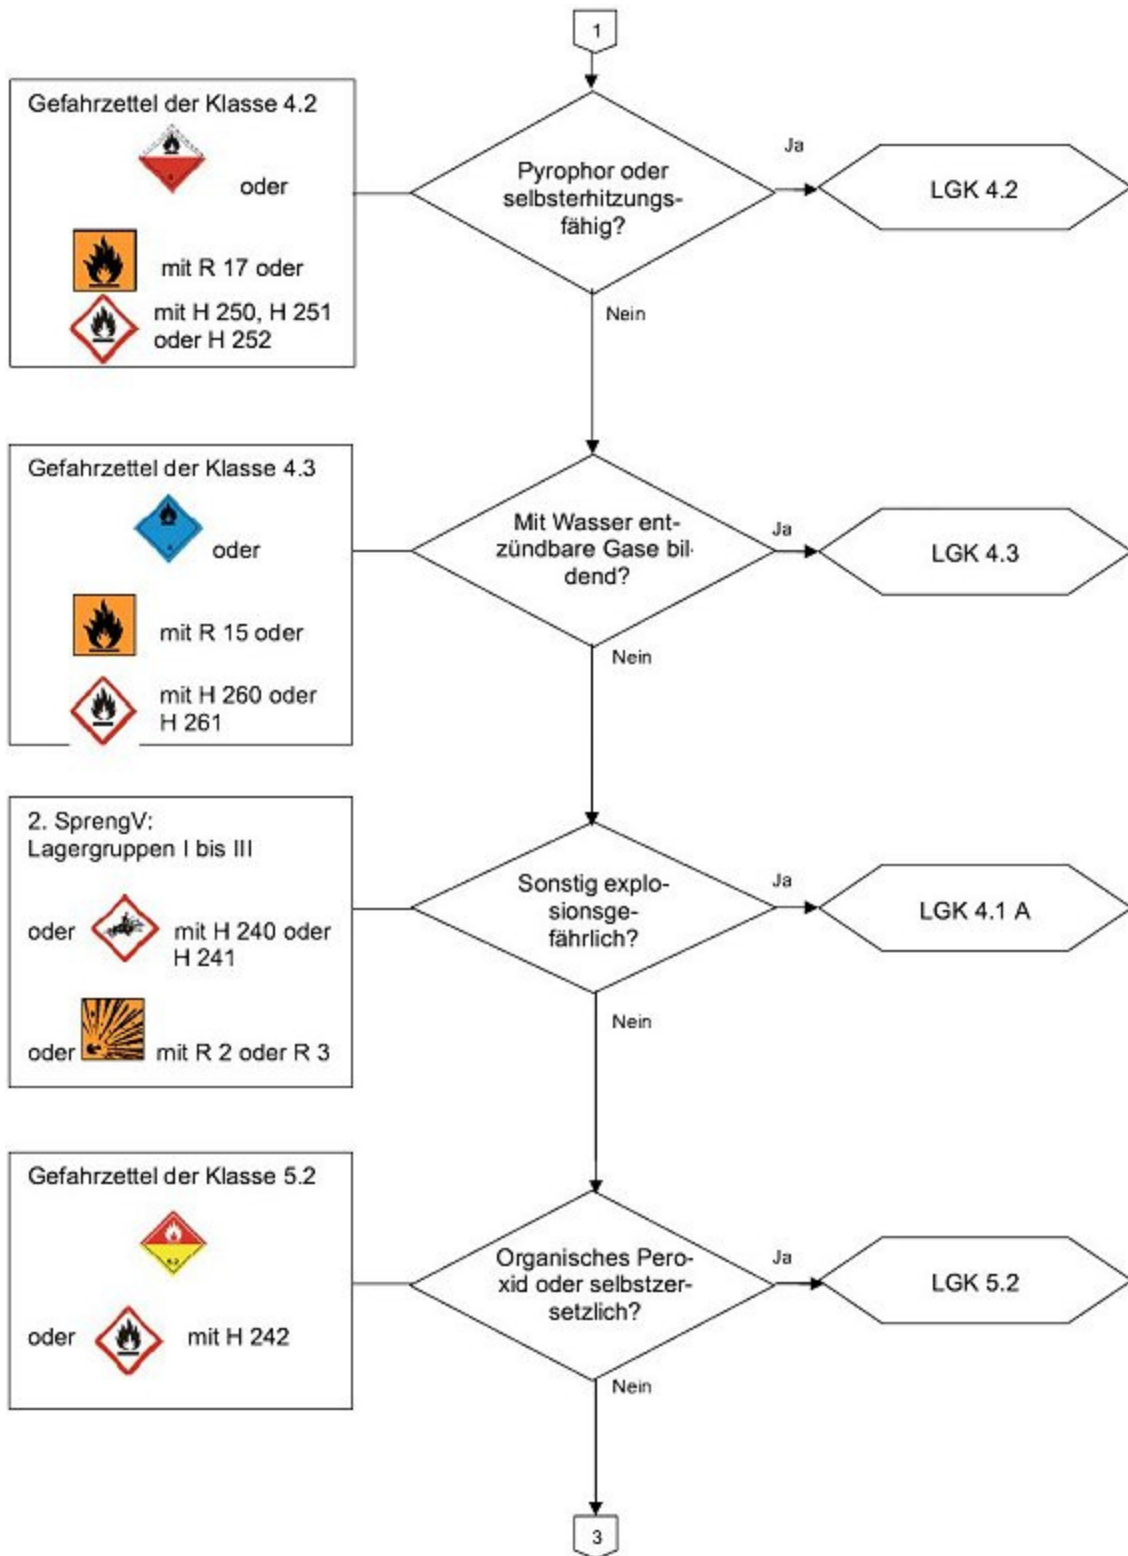 1
Gefahrzettel der Klasse 4.2
oder
mit R 17 oder
mit H 250, H 251
oder H 252
Pyrophor oder
selbsterhitzungs-
fähig?
Ja
LGK 4.2
Nein
Gefahrzettel der Klasse 4.3
oder
mit R 15 oder
mit H 260 oder
H 261
Mit Wasser ent-
zündbare Gase bil-
dend?
Ja
LGK 4.3
Nein
2. SprengV:
Lagergruppen I bis III
oder mit H 240 oder
H 241
oder mit R 2 oder R 3
Sonstig explo-
sionsge-
fährlich?
Ja
LGK 4.1 A
Nein
Gefahrzettel der Klasse 5.2
oder mit H 242
Organisches Pero-
xid oder selbstzer-
setzlich?
Ja
LGK 5.2
Nein
3